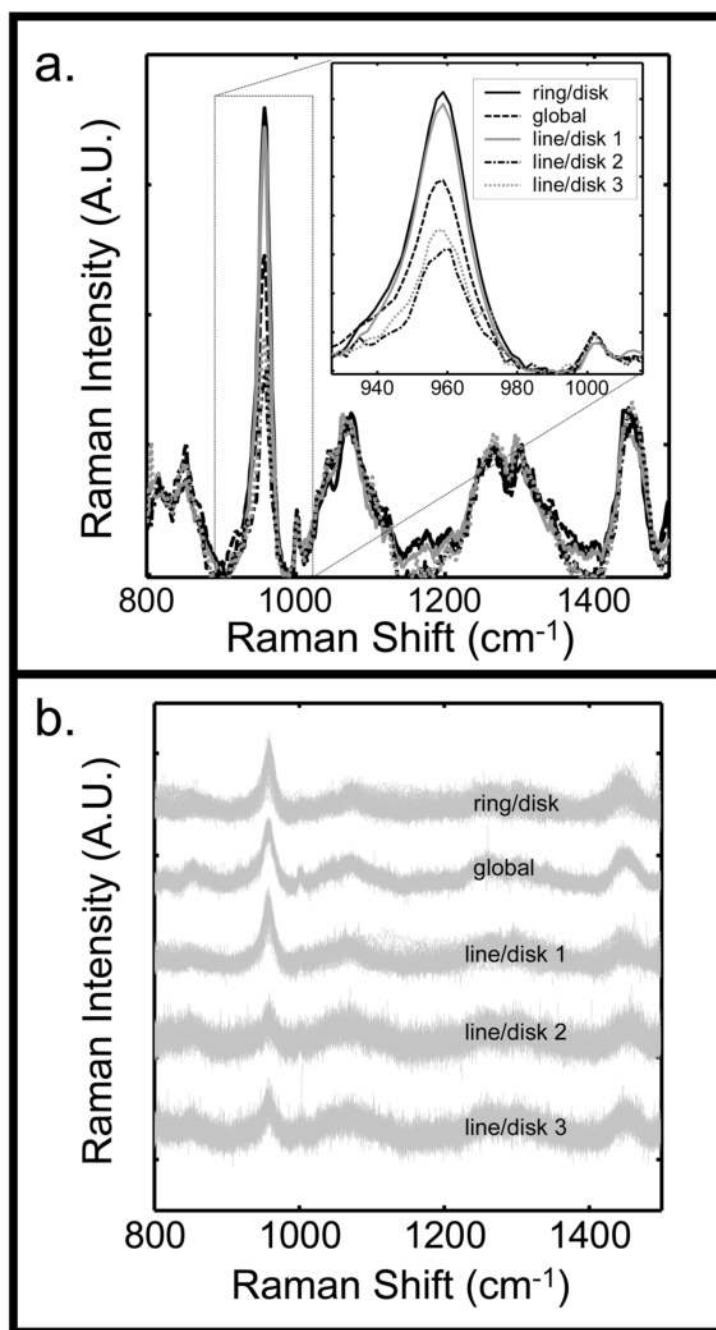 a.
Raman Intensity (A.U.)
ring/disk
global
line/disk 1
line/disk 2
line/disk 3
940 960 980 1000
800 1000 1200 1400
Raman Shift (cm-1)
b.
Raman Intensity (A.U.)
ring/disk
global
line/disk 1
line/disk 2
line/disk 3
800 1000 1200 1400
Raman Shift (cm-1)